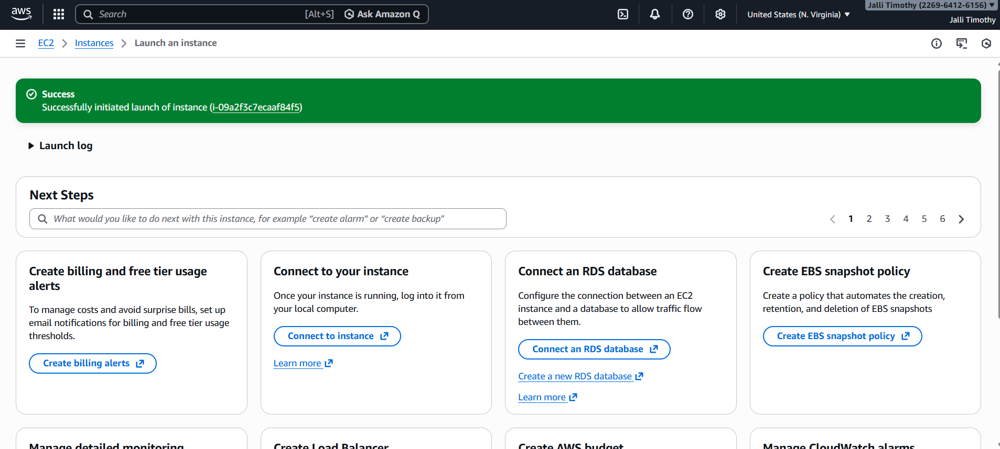 aws
Search [Alt+S] Ask Amazon Q
United States (N. Virginia) ▼
Jalli Timothy (2269-6412-6156) ▼
Jalli Timothy
EC2 > Instances > Launch an instance
Success
Successfully initiated launch of instance (i-09a2f3c7ecaaf84f5)
Launch log
Next Steps
What would you like to do next with this instance, for example “create alarm” or “create backup"
1 2 3 4 5 6
Create billing and free tier usage
alerts
To manage costs and avoid surprise bills, set up
email notifications for billing and free tier usage
thresholds.
Create billing alerts
Connect to your instance
Once your instance is running, log into it from
your local computer.
Connect to instance
Learn more
Connect an RDS database
Configure the connection between an EC2
instance and a database to allow traffic flow
between them.
Connect an RDS database
Create a new RDS database
Learn more
Create EBS snapshot policy
Create a policy that automates the creation,
retention, and deletion of EBS snapshots
Create EBS snapshot policy
Manage detailed monitoring
Create Load Balancer
Create AWS budget
Manage CloudWatch alarms